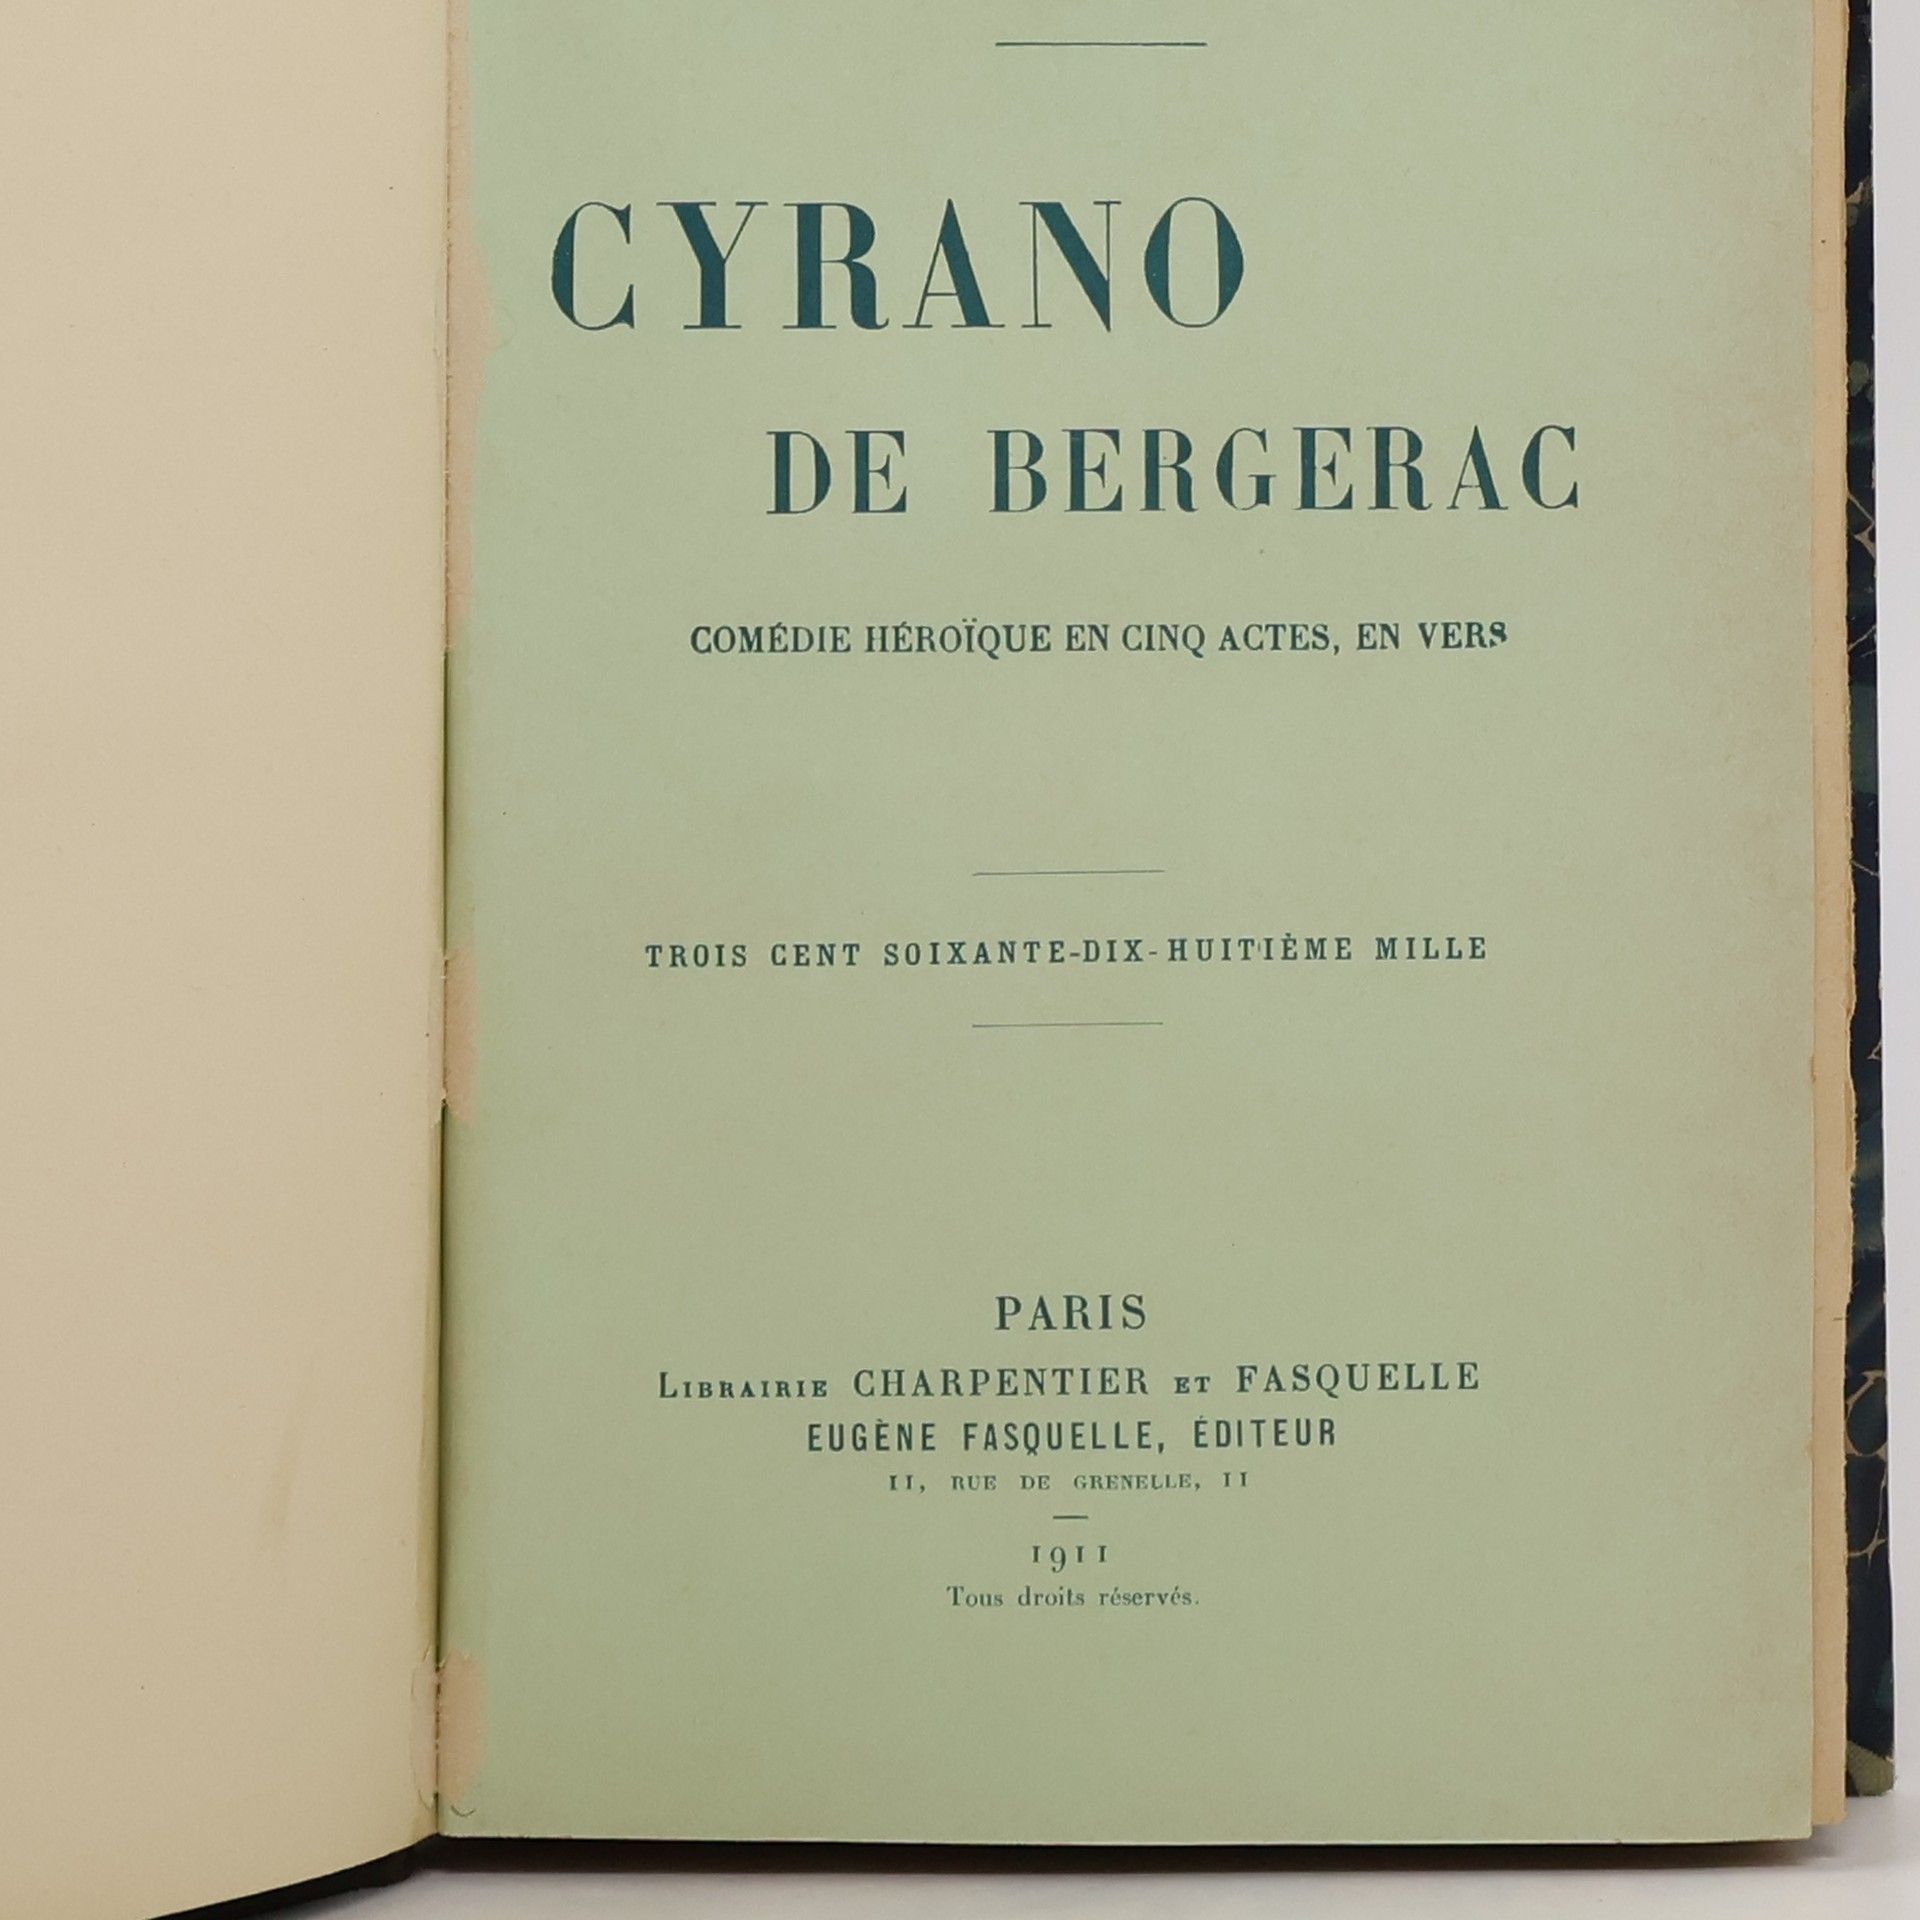 CYRANO
DE BERGERAC
COMÉDIE HÉROÏQUE EN CINQ ACTES, EN VERS
TROIS CENT SOIXANTE-DIX-HUITIÈME MILLE
PARIS
LIBRAIRIE CHARPENTIER ET FASQUELLE
EUGÈNE FASQUELLE, ÉDITEUR
11, RUE DE GRENELLE, 11
1911
Tous droits réservés.